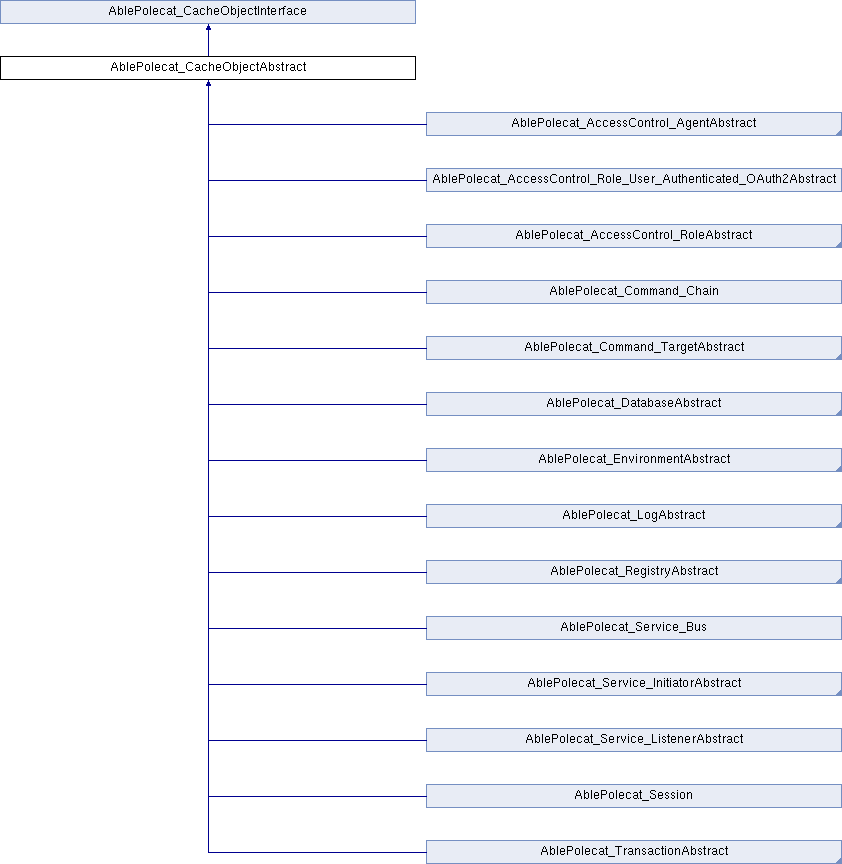 AblePolecat_CacheObjectInterface
AblePolecat_CacheObjectAbstract
AblePolecat_AccessControl_AgentAbstract
AblePolecat_AccessControl_Role_User_Authenticated_OAuth2Abstract
AblePolecat_AccessControl_RoleAbstract
AblePolecat_Command_Chain
AblePolecat_Command_TargetAbstract
AblePolecat_DatabaseAbstract
AblePolecat_EnvironmentAbstract
AblePolecat_LogAbstract
AblePolecat_RegistryAbstract
AblePolecat_Service_Bus
AblePolecat_Service_InitiatorAbstract
AblePolecat_Service_ListenerAbstract
AblePolecat_Session
AblePolecat_TransactionAbstract